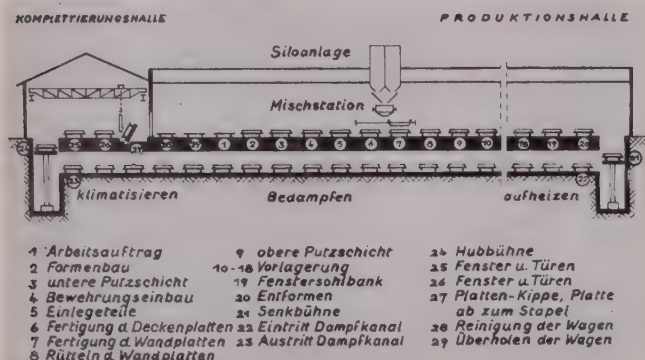 KOMPLETTIERUNGSHALLE
PRODUKTIONSHALLE
Siloanlage
Mischstation
klimatisieren
Bedampfen
aufheizen
1 Arbeitsauftrag
2 Formenbau
3 untere Putzschicht
4 Bewehrungseinbau
5 Einlegeteile
6 Fertigung d. Deckenplatten
7 Fertigung d. Wandplatten
8 Rütteln d. Wandplatten
9 obere Putzschicht
10-18 Vorlagerung
19 Fenstersohlbank
20 Entformen
21 Senkbühne
22 Eintritt Dampfkanal
23 Austritt Dampfkanal
24 Hubbühne
25 Fenster u. Türen
26 Fenster u. Türen
27 Platten-Kippe, Platte
ab zum Stapel
28 Reinigung der Wagen
29 Überholen der Wagen